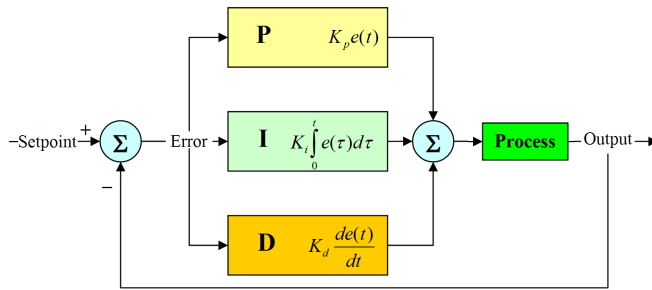 P K_p e(t)
–Setpoint + Σ Error I K_i ∫_0^t e(τ)dτ Σ Process Output
−
D K_d de(t)/dt